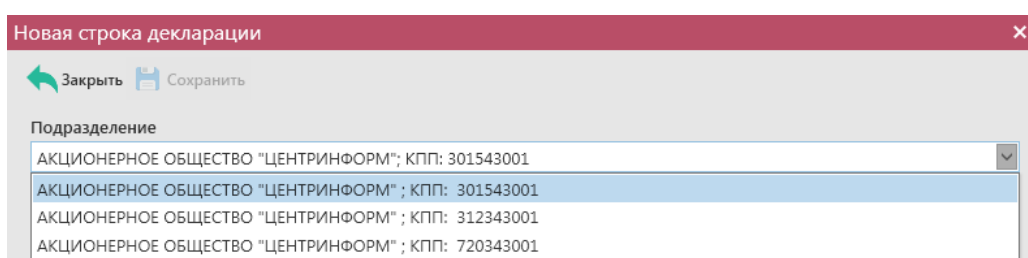 Новая строка декларации
Закрыть Сохранить
Подразделение
АКЦИОНЕРНОЕ ОБЩЕСТВО "ЦЕНТРИНФОРМ"; КПП: 301543001
АКЦИОНЕРНОЕ ОБЩЕСТВО "ЦЕНТРИНФОРМ" ; КПП: 301543001
АКЦИОНЕРНОЕ ОБЩЕСТВО "ЦЕНТРИНФОРМ" ; КПП: 312343001
АКЦИОНЕРНОЕ ОБЩЕСТВО "ЦЕНТРИНФОРМ" ; КПП: 720343001